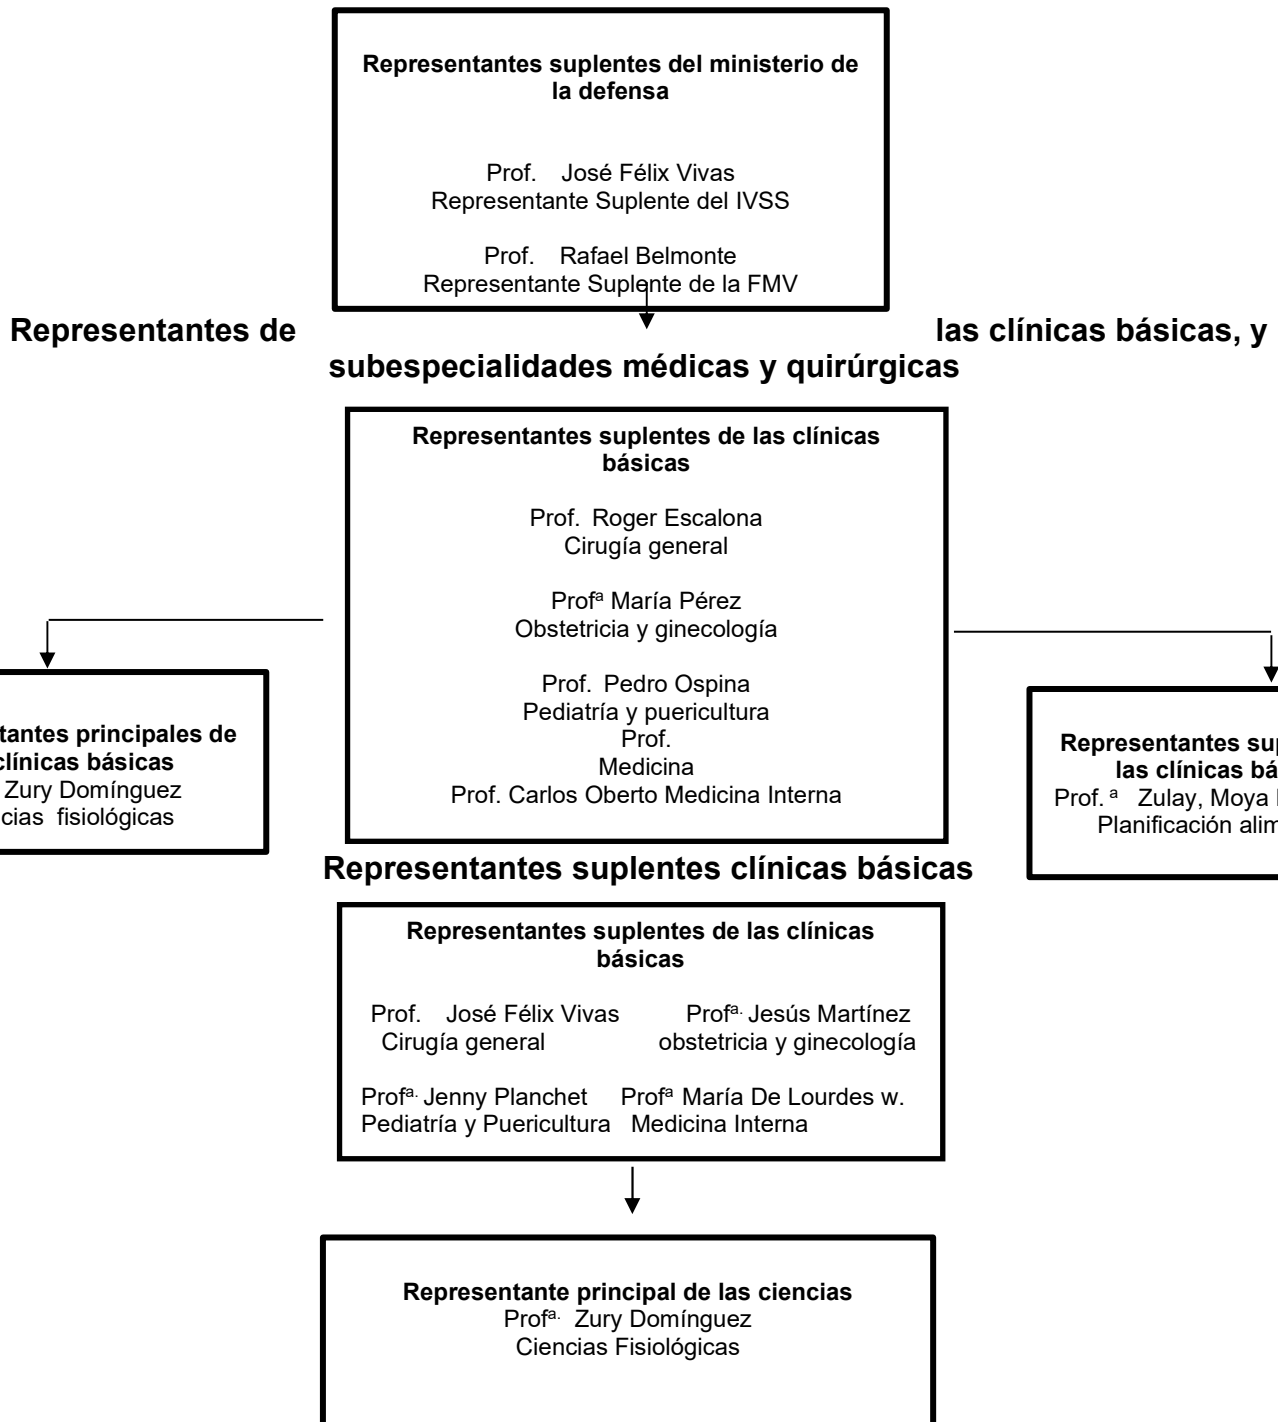 Representantes suplentes del ministerio de
la defensa
Prof. José Félix Vivas
Representante Suplente del IVSS
Prof. Rafael Belmonte
Representante Suplente de la FMV
Representantes de las clínicas básicas, y
subespecialidades médicas y quirúrgicas
Representantes suplentes de las clínicas
básicas
Prof. Roger Escalona
Cirugía general
Profª María Pérez
Obstetricia y ginecología
Prof. Pedro Ospina
Pediatría y puericultura
Prof.
Medicina
Prof. Carlos Oberto Medicina Interna
tantes principales de
clínicas básicas
Zury Domínguez
cias fisiológicas
Representantes sup
las clínicas bá
Prof. ª Zulay, Moya
Planificación alim
Representantes suplentes clínicas básicas
Representantes suplentes de las clínicas
básicas
Prof. José Félix Vivas Profª. Jesús Martínez
Cirugía general obstetricia y ginecología
Profª. Jenny Planchet Profª María De Lourdes w.
Pediatría y Puericultura Medicina Interna
Representante principal de las ciencias
Profª. Zury Domínguez
Ciencias Fisiológicas